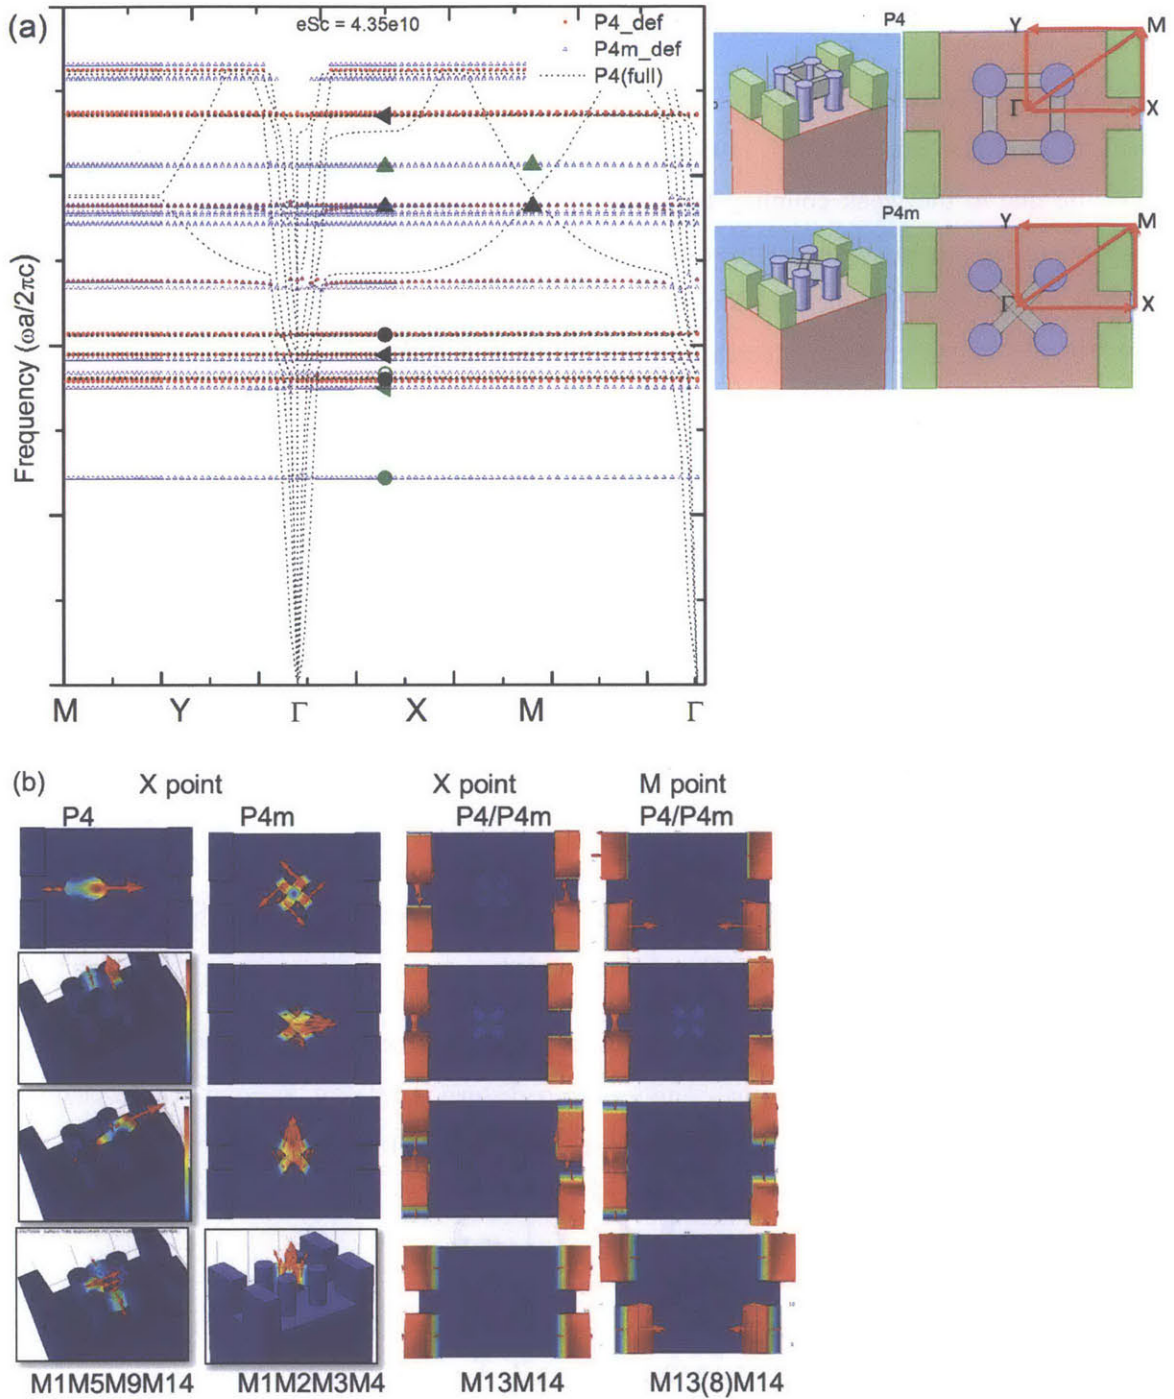 (a)
eSc = 4.35e10
P4_def
P4m_def
P4(full)
Frequency (ωa/2πc)
M Y Γ X M Γ
P4
Y M
Γ X
P4m
Y M
Γ X
(b)
X point X point M point
P4 P4m P4/P4m P4/P4m
M1M5M9M14 M1M2M3M4 M13M14 M13(8)M14